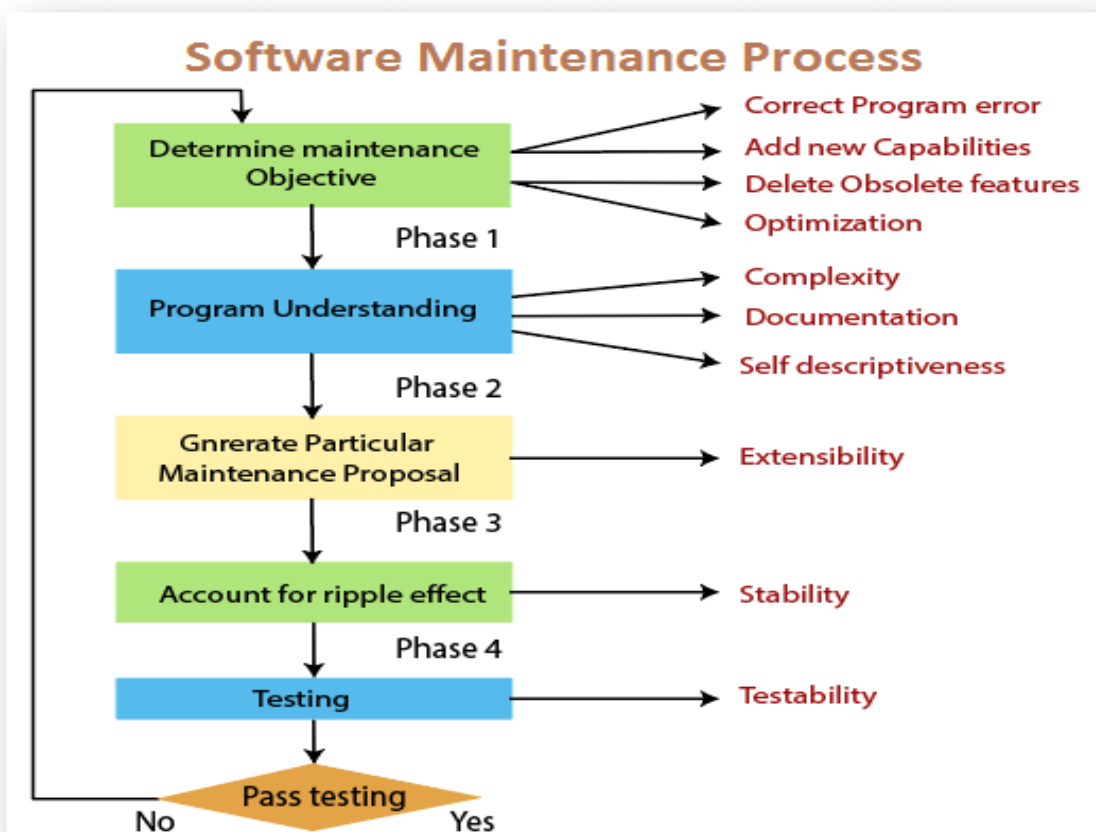 Software Maintenance Process
Determine maintenance
Objective
Correct Program error
Add new Capabilities
Delete Obsolete features
Optimization
Phase 1
Program Understanding
Complexity
Documentation
Self descriptiveness
Phase 2
Gnrerate Particular
Maintenance Proposal
Extensibility
Phase 3
Account for ripple effect
Stability
Phase 4
Testing
Testability
Pass testing
No
Yes